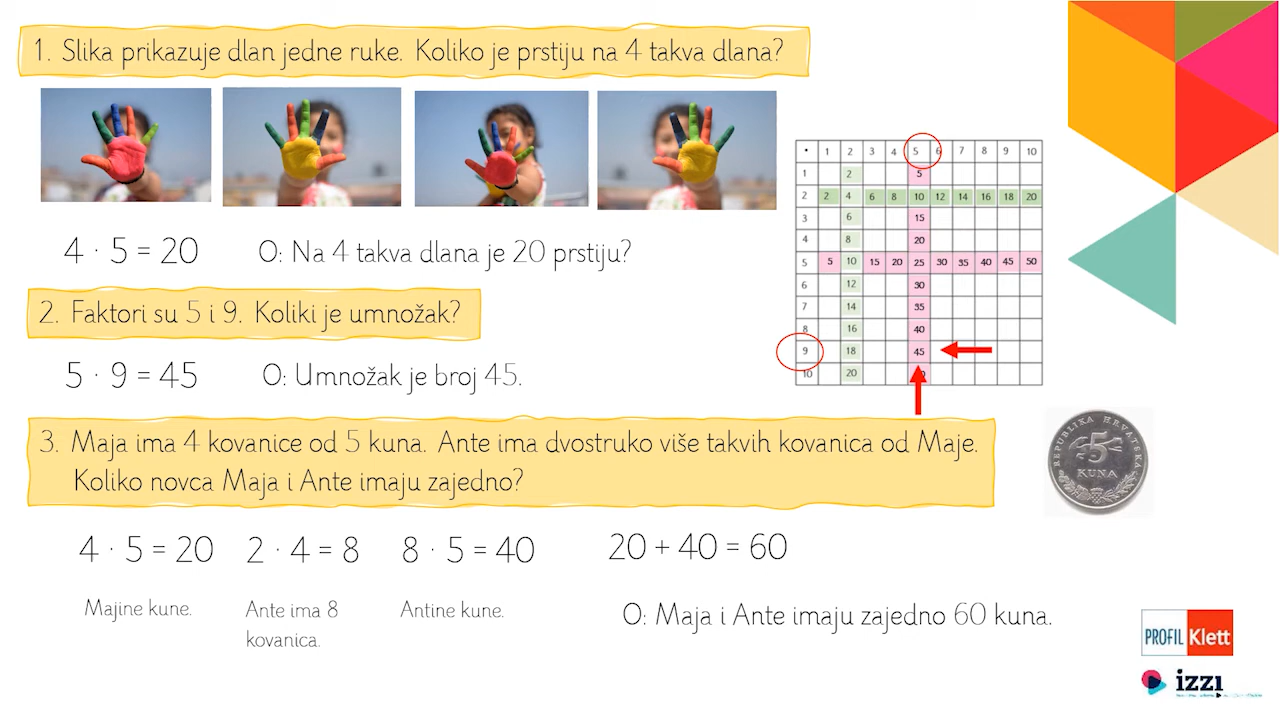 1. Slika prikazuje dlan jedne ruke. Koliko je prstiju na 4 takva dlana?
4 · 5 = 20
O: Na 4 takva dlana je 20 prstiju?
2. Faktori su 5 i 9. Koliki je umnožak?
5 · 9 = 45
O: Umnožak je broj 45.
· 1 2 3 4 5 6 7 8 9 10
1 2 5
2 2 4 6 8 10 12 14 16 18 20
3 6 15
4 8 20
5 5 10 15 20 25 30 35 40 45 50
6 12 30
7 14 35
8 16 40
9 18 45
10 20
3. Maja ima 4 kovanice od 5 kuna. Ante ima dvostruko više takvih kovanica od Maje.
Koliko novca Maja i Ante imaju zajedno?
REPUBLIKA HRVATSKA
5
KUNA
4 · 5 = 20
2 · 4 = 8
8 · 5 = 40
20 + 40 = 60
Majine kune.
Ante ima 8
kovanica.
Antine kune.
O: Maja i Ante imaju zajedno 60 kuna.
PROFIL Klett
izzi